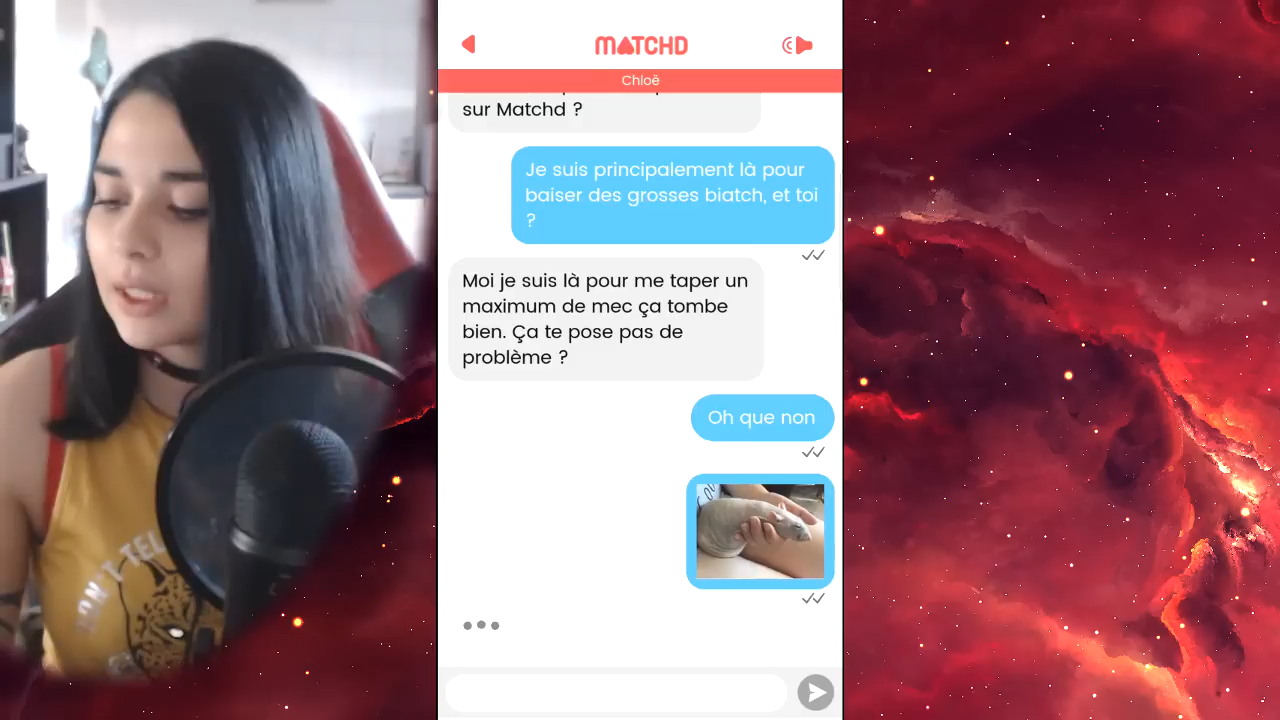 MATCHD
Chloë
sur Matchd ?
Je suis principalement là pour
baiser des grosses biatch, et toi
?
Moi je suis là pour me taper un
maximum de mec ça tombe
bien. Ça te pose pas de
problème ?
Oh que non
DON'T TELL